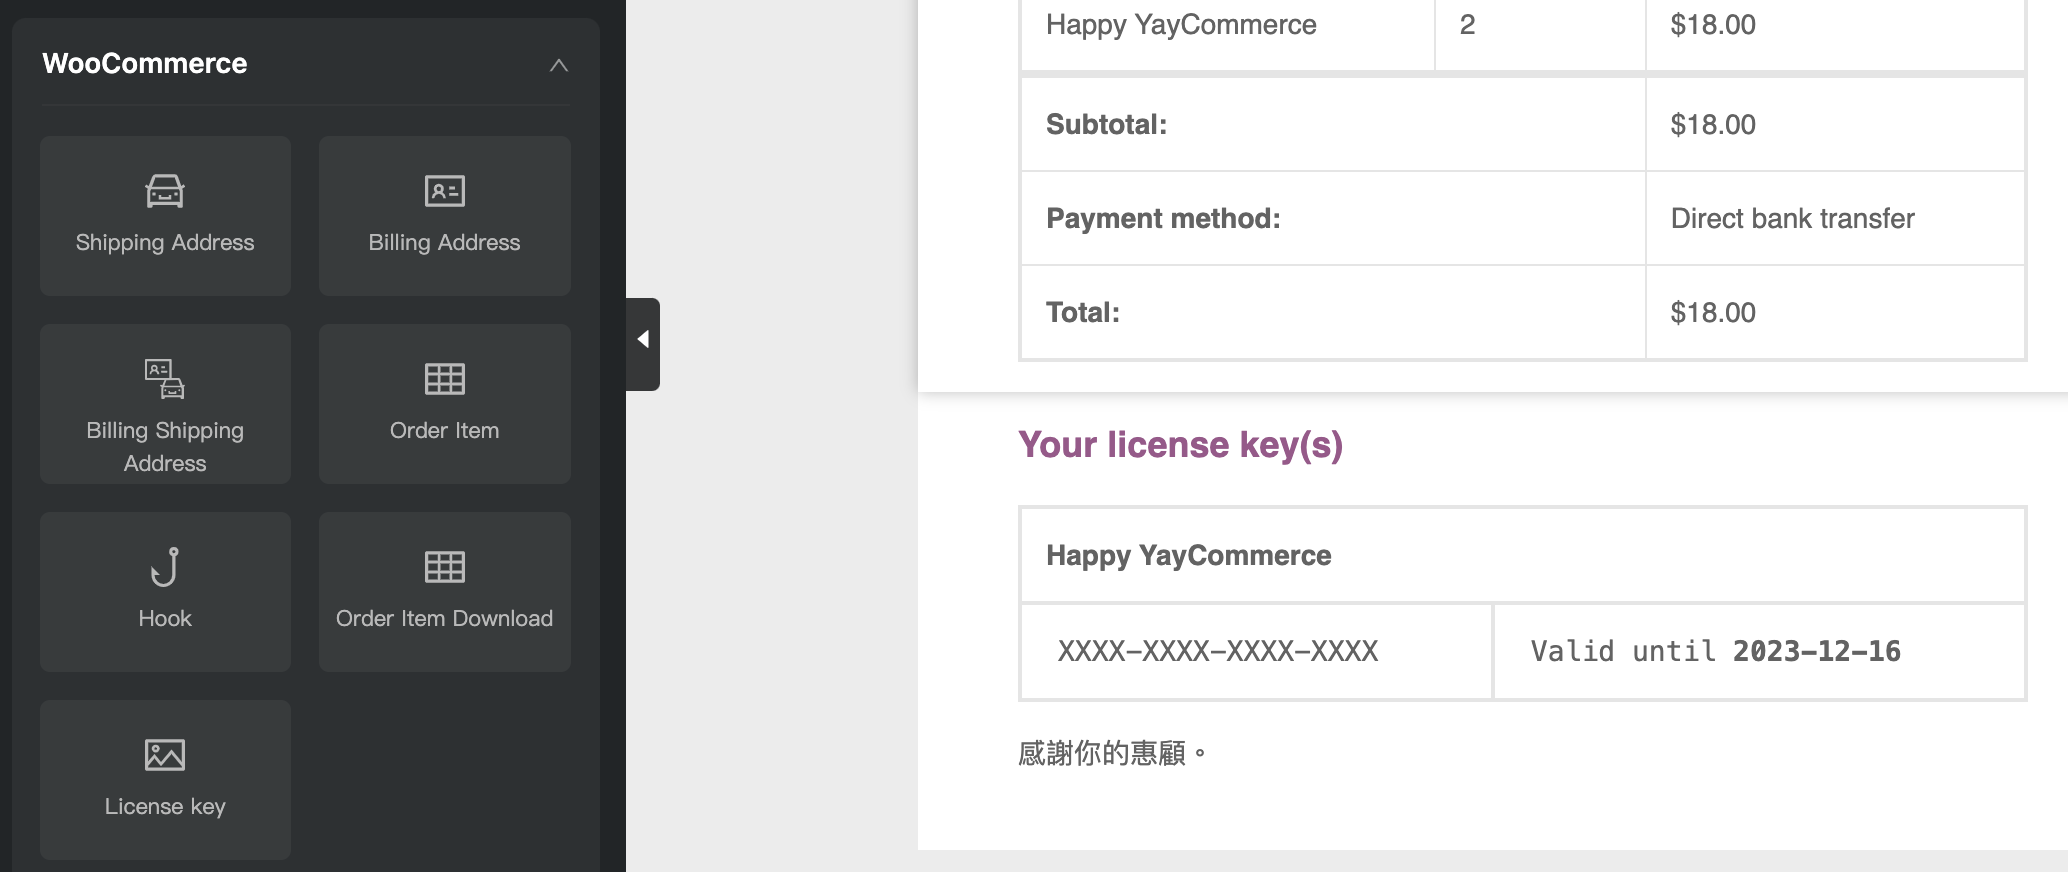 WooCommerce
Shipping Address
Billing Address
Billing Shipping
Address
Order Item
Hook
Order Item Download
License key
Happy YayCommerce 2 $18.00
Subtotal: $18.00
Payment method: Direct bank transfer
Total: $18.00
Your license key(s)
Happy YayCommerce
XXXX-XXXX-XXXX-XXXX Valid until 2023-12-16
感謝你的惠顧。